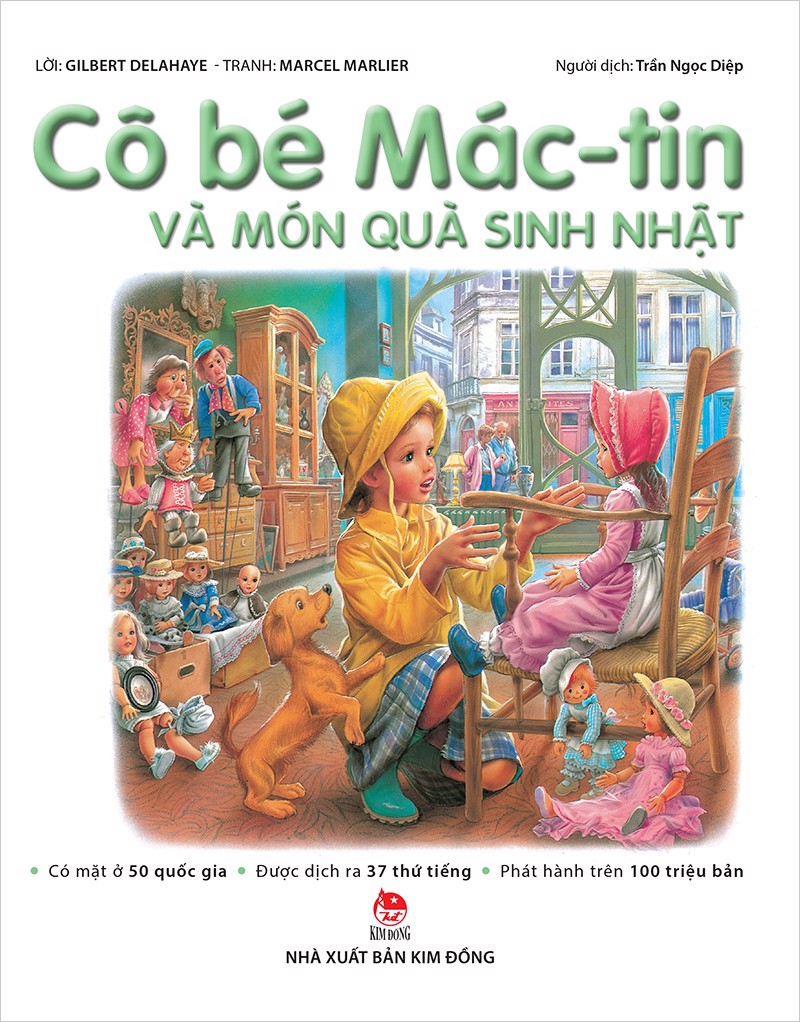 LỜI: GILBERT DELAHAYE - TRANH: MARCEL MARLIER
Người dịch: Trần Ngọc Diệp
Cô bé Mác-tin
VÀ MÓN QUÀ SINH NHẬT
• Có mặt ở 50 quốc gia • Được dịch ra 37 thứ tiếng • Phát hành trên 100 triệu bản
KIM ĐỒNG
NHÀ XUẤT BẢN KIM ĐỒNG